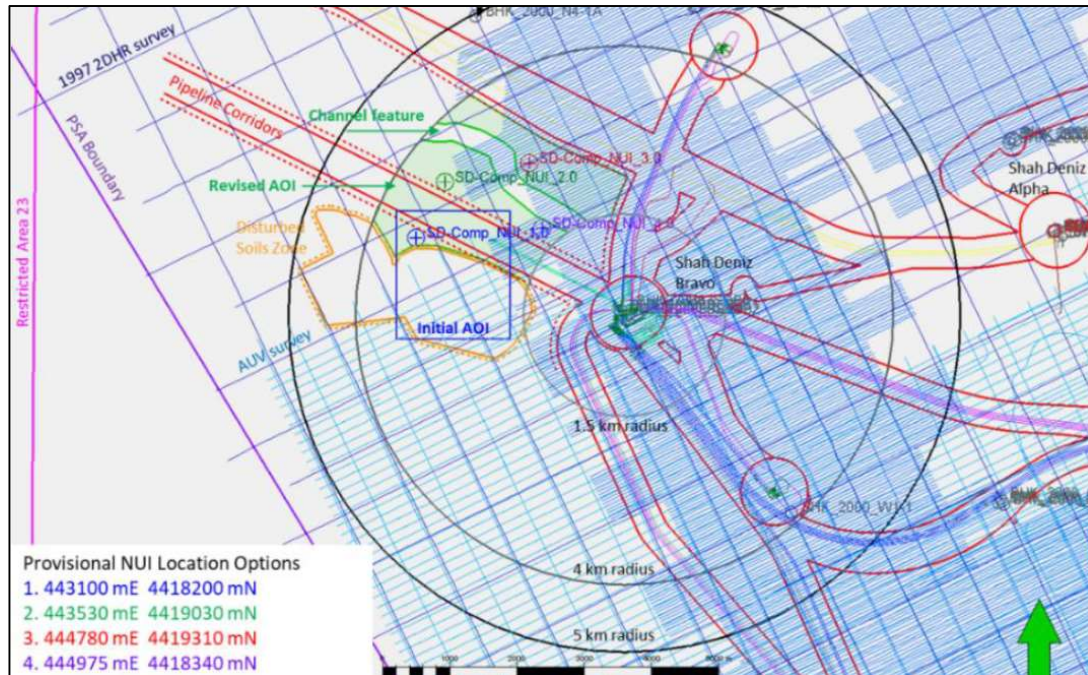 BHK_2000_N4-1A
1997 2DHR survey
Pipeline Corridors
Channel feature
SD-Comp_NUI_3.0
SD-Comp_NUI_2.0
Revised AOI
PSA Boundary
Restricted Area 23
Disturbed
Soils Zone
SD-Comp_NUI_1.0
Shah Deniz
Alpha
Shah Deniz
Bravo
Initial AOI
AUV survey
1.5 km radius
4 km radius
5 km radius
Provisional NUI Location Options
1. 443100 mE 4418200 mN
2. 443530 mE 4419030 mN
3. 444780 mE 4419310 mN
4. 444975 mE 4418340 mN